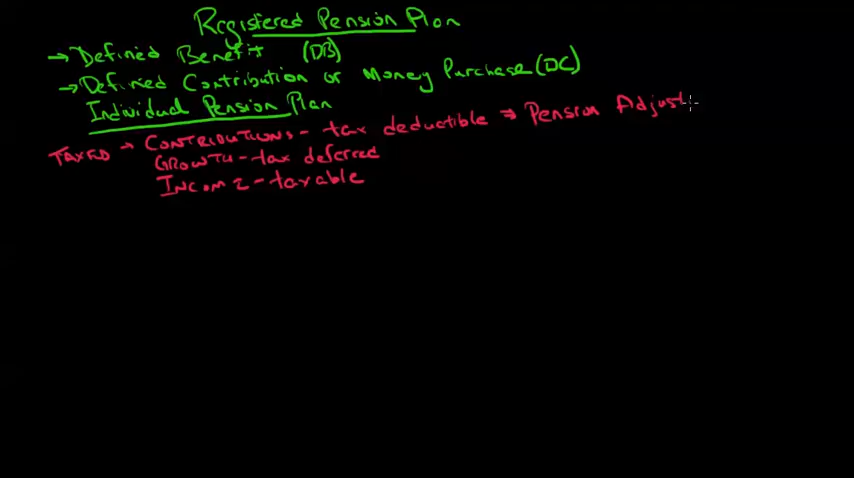 Registered Pension Plan
→ Defined Benefit (DB)
→ Defined Contribution or Money Purchase (DC)
Individual Pension Plan
TAXED → CONTRIBUTIONS - tax deductible → Pension Adjust
GROWTH - tax deferred
INCOME - taxable